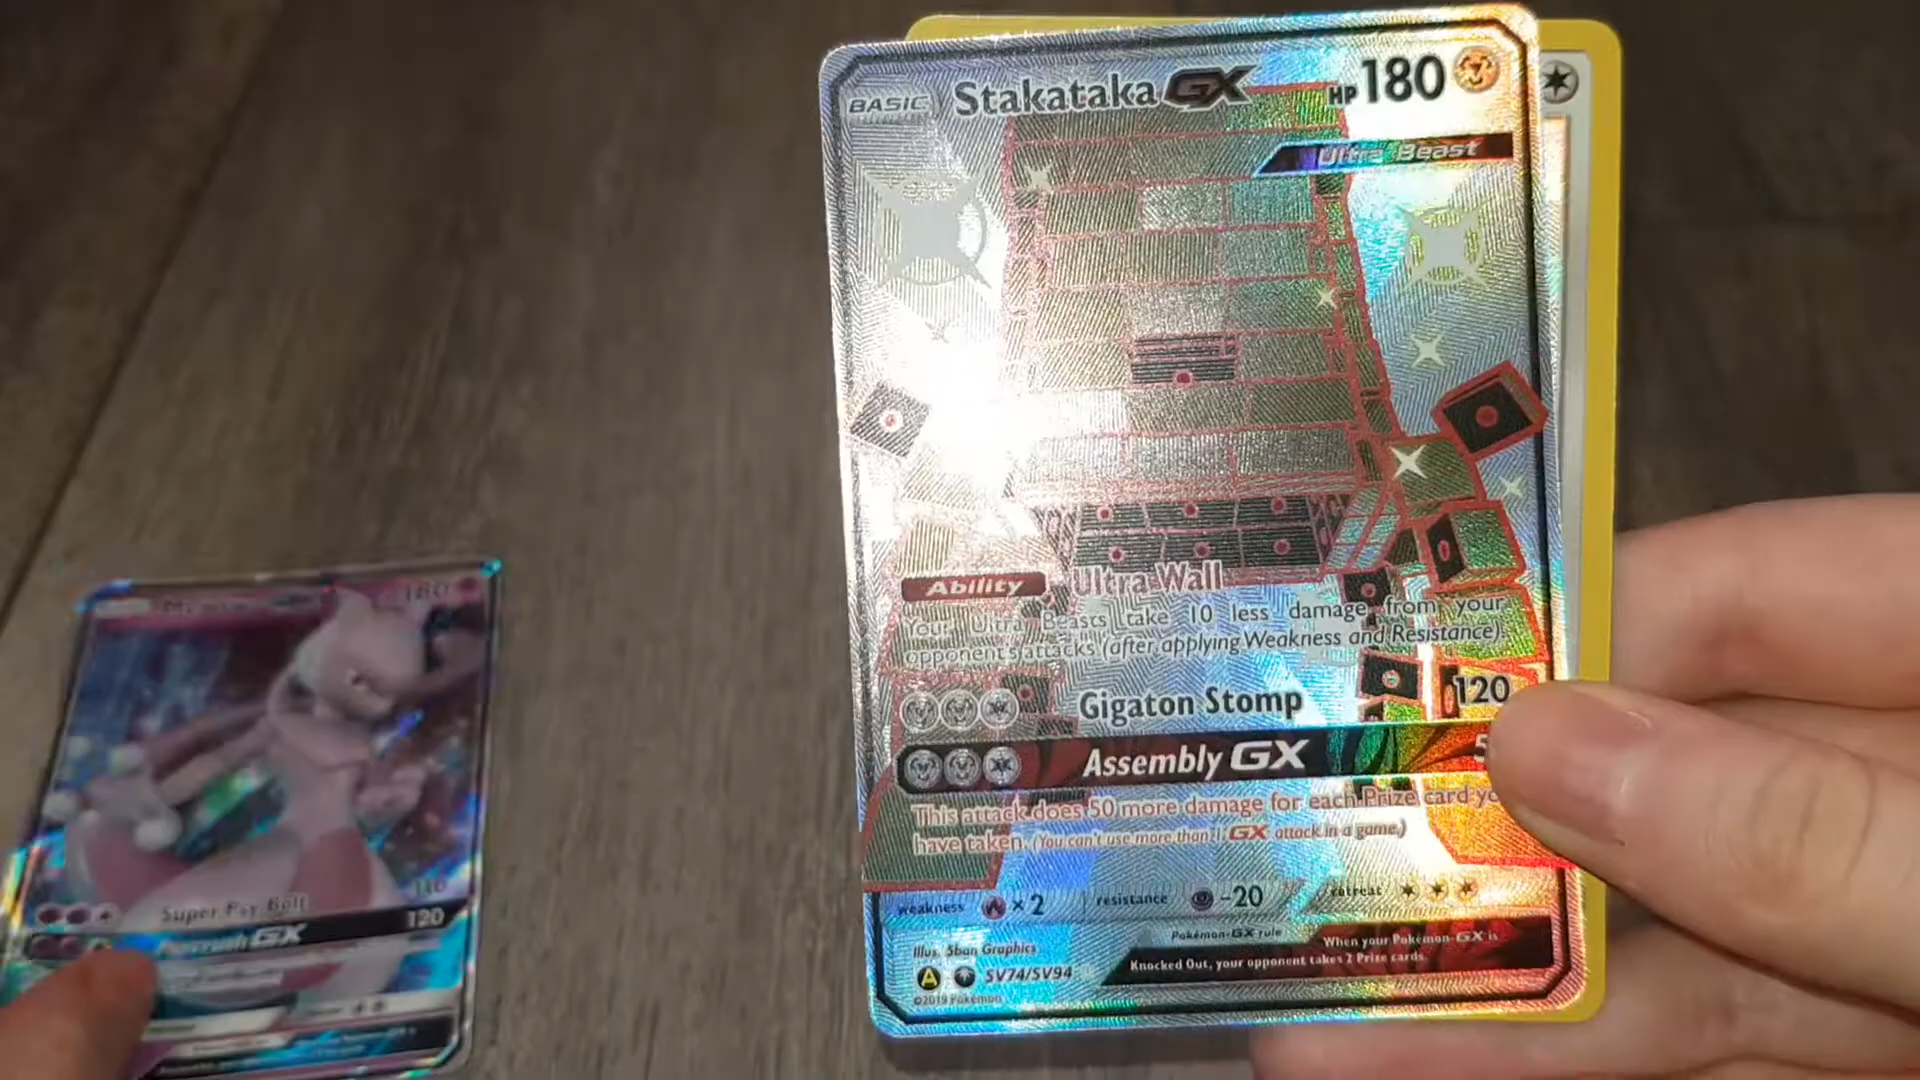 BASIC Stakataka GX HP 180
Ultra Beast
Ability Ultra Wall
Your Ultra Beasts take 10 less damage from your
opponent's attacks (after applying Weakness and Resistance).
Gigaton Stomp 120
Assembly GX 5
This attack does 50 more damage for each Prize card yo
have taken. (You can't use more than 1 GX attack in a game.)
weakness × 2 resistance -20 retreat
Pokémon-GX rule When your Pokémon-GX is
Knocked Out, your opponent takes 2 Prize cards.
Illus. 5ban Graphics
A SV74/SV94
©2019 Pokémon
180
Super Psy Bolt
GX 120